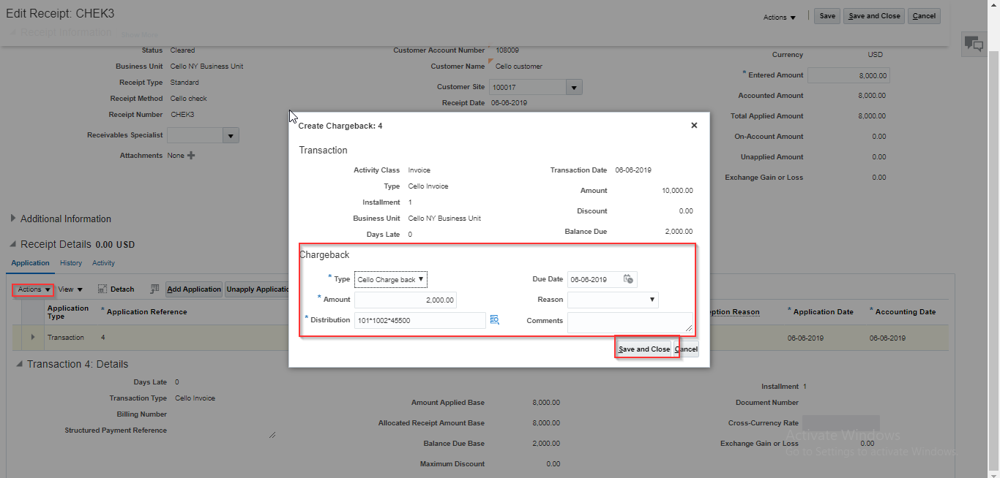 Edit Receipt: CHEK3
Actions
Save
Save and Close
Cancel
Receipt Information Show More
Status Cleared
Business Unit Cello NY Business Unit
Receipt Type Standard
Receipt Method Cello check
Receipt Number CHEK3
Receivables Specialist
Attachments None
Customer Account Number 108009
Customer Name Cello customer
Customer Site 100017
Receipt Date 06-06-2019
Currency USD
* Entered Amount 8,000.00
Accounted Amount 8,000.00
Total Applied Amount 8,000.00
On-Account Amount 0.00
Unapplied Amount 0.00
Exchange Gain or Loss 0.00
Create Chargeback: 4
Transaction
Activity Class Invoice
Type Cello Invoice
Installment 1
Business Unit Cello NY Business Unit
Days Late 0
Transaction Date 06-06-2019
Amount 10,000.00
Discount 0.00
Balance Due 2,000.00
Chargeback
* Type Cello Charge back
* Amount 2,000.00
* Distribution 101*1002*45500
Due Date 06-06-2019
Reason
Comments
Save and Close
Cancel
Additional Information
Receipt Details 0.00 USD
Application History Activity
Actions View Detach Add Application Unapply Applicatio
Application Type
* Application Reference
ption Reason
* Application Date
* Accounting Date
Transaction 4 06-06-2019 06-06-2019
Transaction 4: Details
Days Late 0
Transaction Type Cello Invoice
Billing Number
Structured Payment Reference
Amount Applied Base 8,000.00
Allocated Receipt Amount Base 8,000.00
Balance Due Base 2,000.00
Maximum Discount 0.00
Installment 1
Document Number
Cross-Currency Rate
Exchange Gain or Loss 0.00
Activate Windows
Go to Settings to activate Windows.